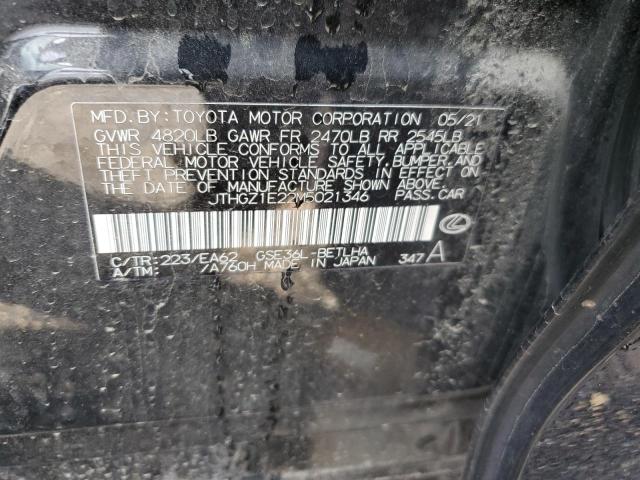 MFD. BY: TOYOTA MOTOR CORPORATION 05/21
GVWR 4820LB GAWR FR 2470LB RR 2545LB
THIS VEHICLE CONFORMS TO ALL APPLICABLE
FEDERAL MOTOR VEHICLE SAFETY, BUMPER, AND
THEFT PREVENTION STANDARDS IN EFFECT ON
THE DATE OF MANUFACTURE SHOWN ABOVE.
JTHGZ1E22M5021346 PASS. CAR
C/TR: 223/EA62 GSE36L-BETLHA
A/TM: /A760H MADE IN JAPAN 347 A